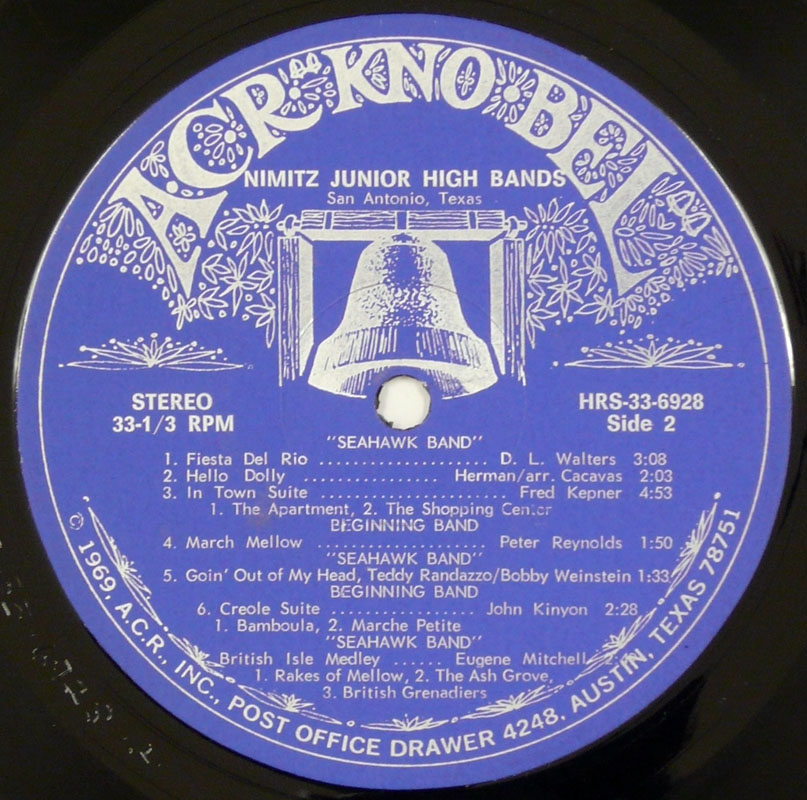 ACR·KNO·BEL
NIMITZ JUNIOR HIGH BANDS
San Antonio, Texas
STEREO
33-1/3 RPM
HRS-33-6928
Side 2
"SEAHAWK BAND"
1. Fiesta Del Rio .................... D. L. Walters 3:08
2. Hello Dolly ................ Herman/arr. Cacavas 2:03
3. In Town Suite ....................... Fred Kepner 4:53
1. The Apartment, 2. The Shopping Center
BEGINNING BAND
4. March Mellow .................. Peter Reynolds 1:50
"SEAHAWK BAND"
5. Goin' Out of My Head, Teddy Randazzo/Bobby Weinstein 1:33
BEGINNING BAND
6. Creole Suite ................. John Kinyon 2:28
1. Bamboula, 2. Marche Petite
"SEAHAWK BAND"
British Isle Medley ...... Eugene Mitchell
1. Rakes of Mellow, 2. The Ash Grove,
3. British Grenadiers
© 1969, A.C.R., INC., POST OFFICE DRAWER 4248, AUSTIN, TEXAS 78751